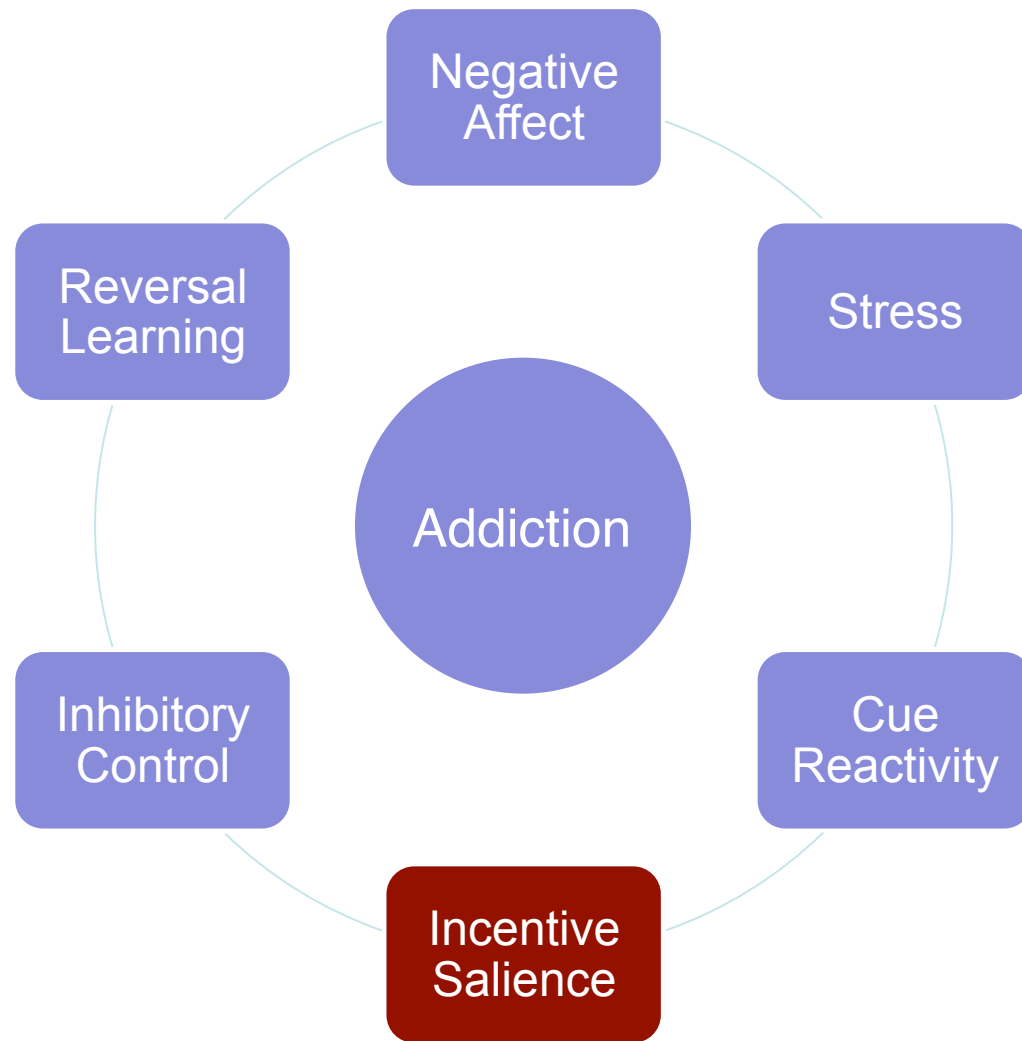 Negative
Affect
Stress
Cue
Reactivity
Incentive
Salience
Inhibitory
Control
Reversal
Learning
Addiction